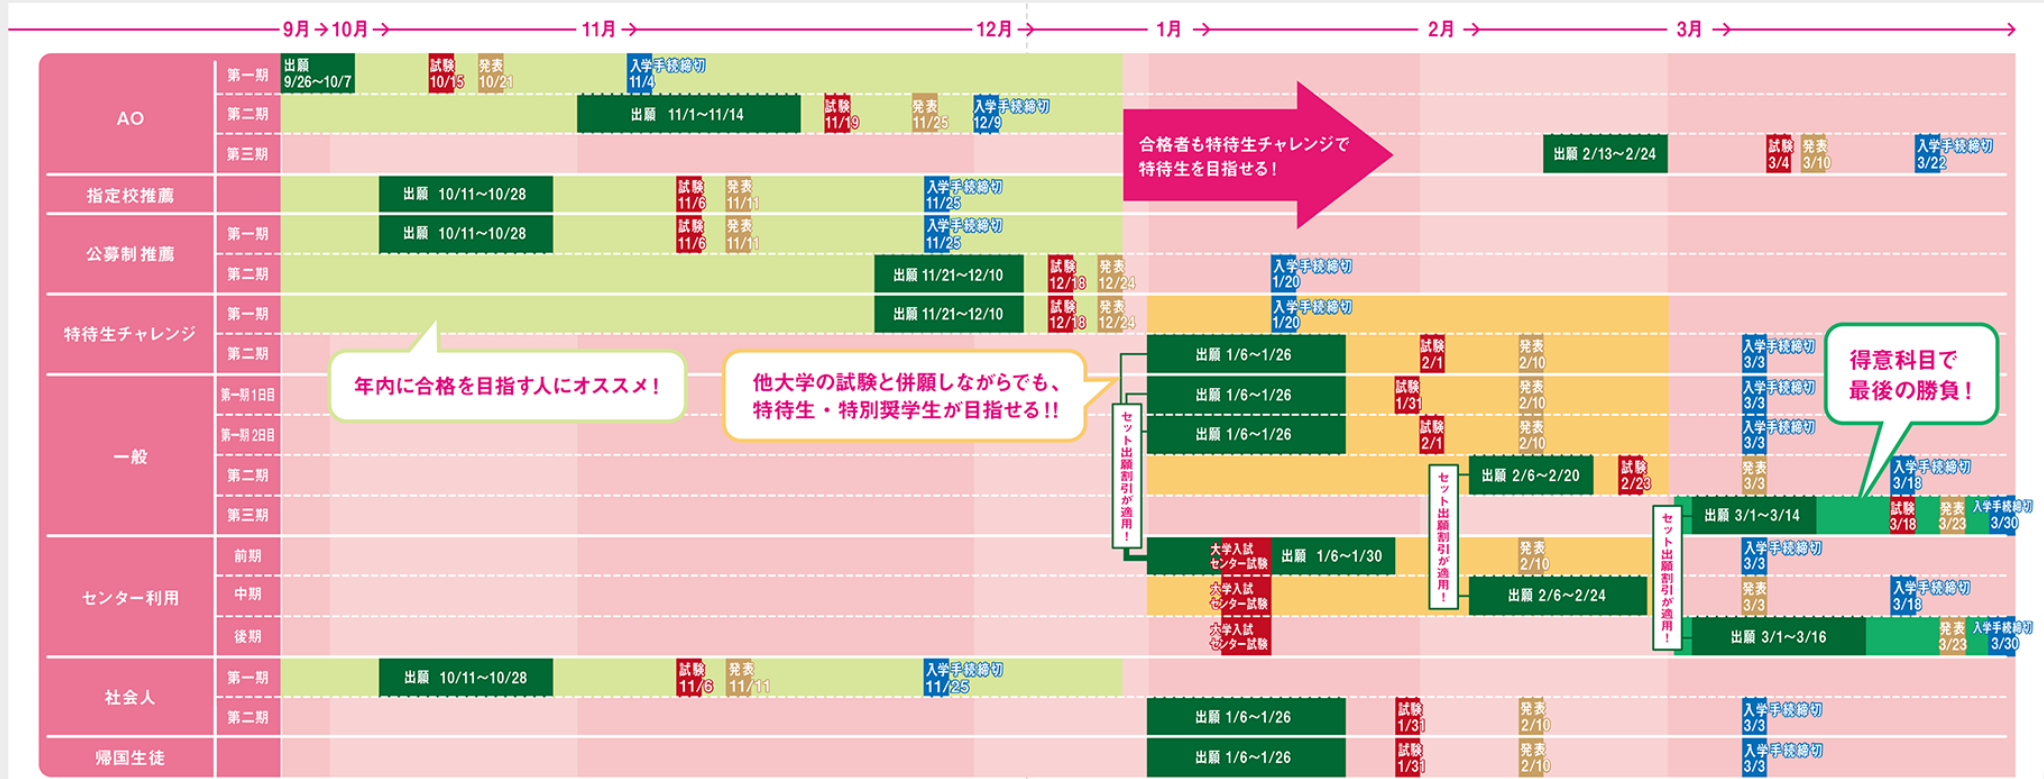 9月→10月→
11月→
12月→
1月→
2月→
3月→
AO
第一期
出願
9/26～10/7
試験
10/15
発表
10/21
入学手続締切
11/4
第二期
出願 11/1～11/14
試験
11/19
発表
11/25
入学手続締切
12/9
第三期
出願 2/13～2/24
試験
3/4
発表
3/10
入学手続締切
3/22
合格者も特待生チャレンジで
特待生を目指せる！
指定校推薦
出願 10/11～10/28
試験
11/6
発表
11/11
入学手続締切
11/25
公募制推薦
第一期
出願 10/11～10/28
試験
11/6
発表
11/11
入学手続締切
11/25
第二期
出願 11/21～12/10
試験
12/18
発表
12/24
入学手続締切
1/20
特待生チャレンジ
第一期
出願 11/21～12/10
試験
12/18
発表
12/24
入学手続締切
1/20
第二期
出願 1/6～1/26
試験
2/1
発表
2/10
入学手続締切
3/3
年内に合格を目指す人にオススメ！
他大学の試験と併願しながらでも、
特待生・特別奨学生が目指せる!!
得意科目で
最後の勝負！
一般
第一期1日目
出願 1/6～1/26
試験
1/31
発表
2/10
入学手続締切
3/3
第一期2日目
出願 1/6～1/26
試験
2/1
発表
2/10
入学手続締切
3/3
第二期
出願 2/6～2/20
試験
2/23
発表
3/3
入学手続締切
3/18
第三期
出願 3/1～3/14
試験
3/18
発表
3/23
入学手続締切
3/30
セット出願割引が適用！
セット出願割引が適用！
セット出願割引が適用！
センター利用
前期
大学入試
センター試験
出願 1/6～1/30
発表
2/10
入学手続締切
3/3
中期
大学入試
センター試験
出願 2/6～2/24
発表
3/3
入学手続締切
3/18
後期
大学入試
センター試験
出願 3/1～3/16
発表
3/23
入学手続締切
3/30
社会人
第一期
出願 10/11～10/28
試験
11/6
発表
11/11
入学手続締切
11/25
第二期
出願 1/6～1/26
試験
1/31
発表
2/10
入学手続締切
3/3
帰国生徒
出願 1/6～1/26
試験
1/31
発表
2/10
入学手続締切
3/3